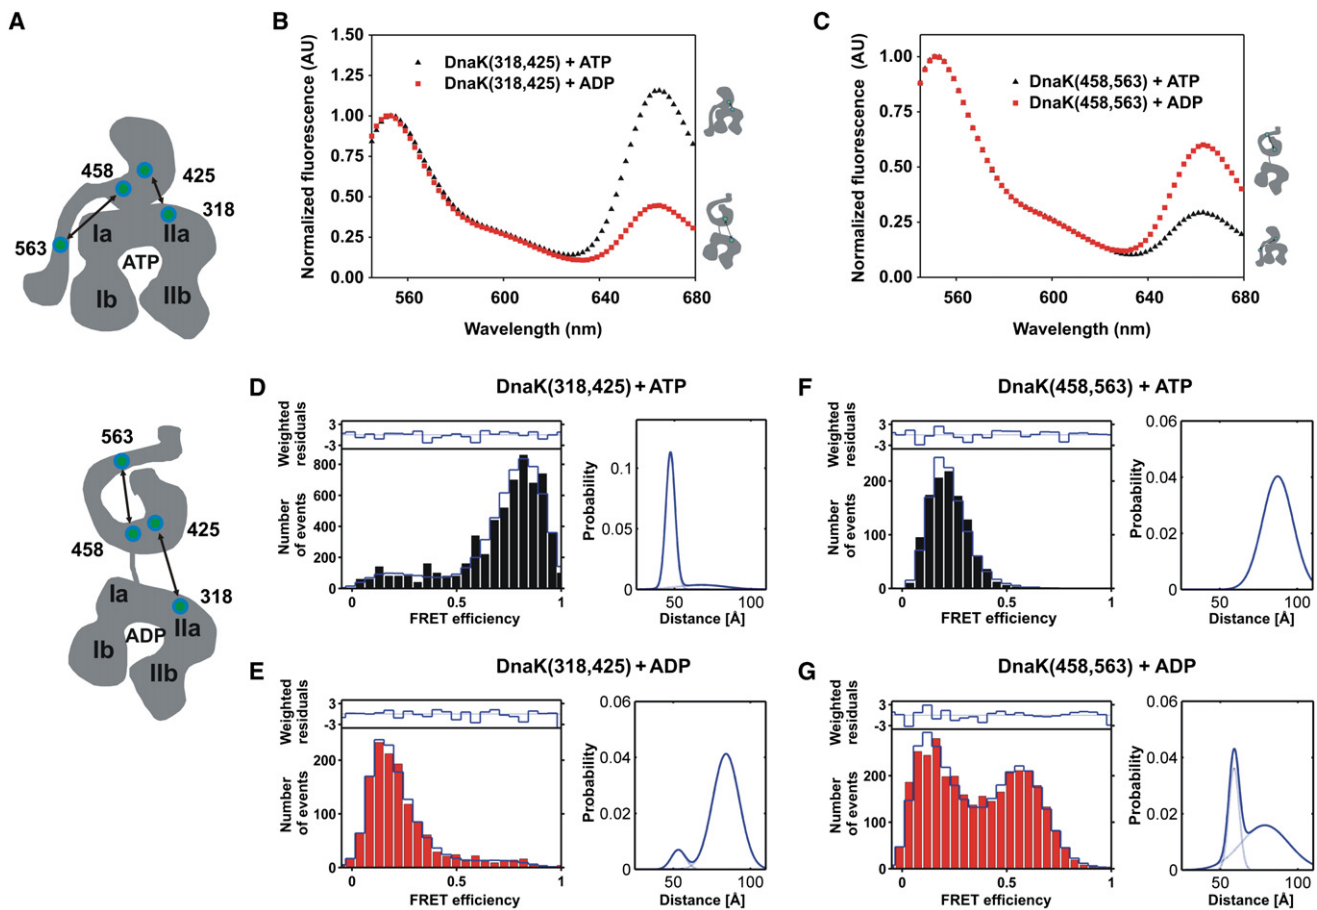 A
458
425
318
563
Ia
IIa
ATP
Ib
IIb
563
425
458
Ia
318
IIa
ADP
Ib
IIb
B
Normalized fluorescence (AU)
1.50
1.25
1.00
0.75
0.50
0.25
0.00
DnaK(318,425) + ATP
DnaK(318,425) + ADP
560
600
640
680
Wavelength (nm)
C
Normalized fluorescence (AU)
1.00
0.75
0.50
0.25
0.00
DnaK(458,563) + ATP
DnaK(458,563) + ADP
560
600
640
680
Wavelength (nm)
D
DnaK(318,425) + ATP
Weighted
residuals
3
-3
Number
of events
800
600
400
200
0
0
0.5
1
FRET efficiency
Probability
0.1
0.05
0
50
100
Distance [Å]
F
DnaK(458,563) + ATP
Weighted
residuals
3
-3
Number
of events
200
100
0
0
0.5
1
FRET efficiency
Probability
0.06
0.04
0.02
0
50
100
Distance [Å]
E
DnaK(318,425) + ADP
Weighted
residuals
3
-3
Number
of events
200
100
0
0
0.5
1
FRET efficiency
Probability
0.06
0.04
0.02
0
50
100
Distance [Å]
G
DnaK(458,563) + ADP
Weighted
residuals
3
-3
Number
of events
200
100
0
0
0.5
1
FRET efficiency
Probability
0.06
0.04
0.02
0
50
100
Distance [Å]